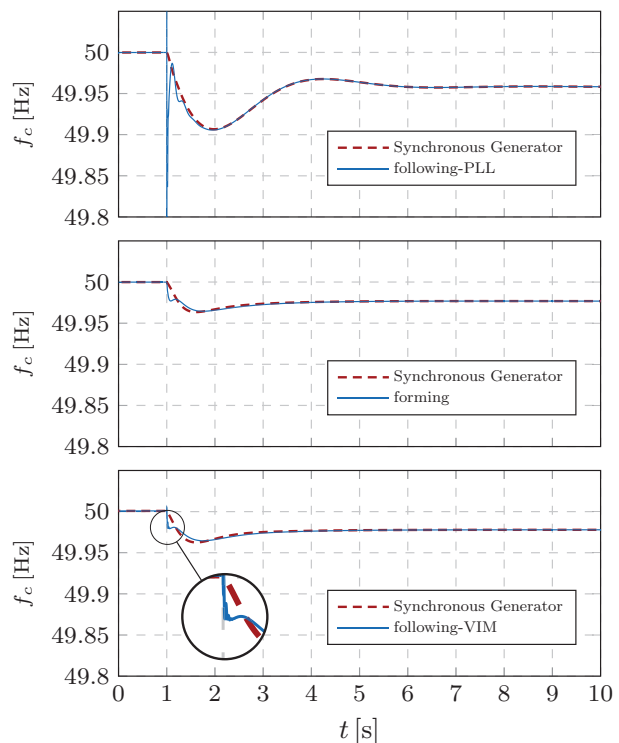 50
49.95
49.9
49.85
49.8
f_c [Hz]
Synchronous Generator
following-PLL
50
49.95
49.9
49.85
49.8
f_c [Hz]
Synchronous Generator
forming
50
49.95
49.9
49.85
49.8
f_c [Hz]
Synchronous Generator
following-VIM
0 1 2 3 4 5 6 7 8 9 10
t [s]